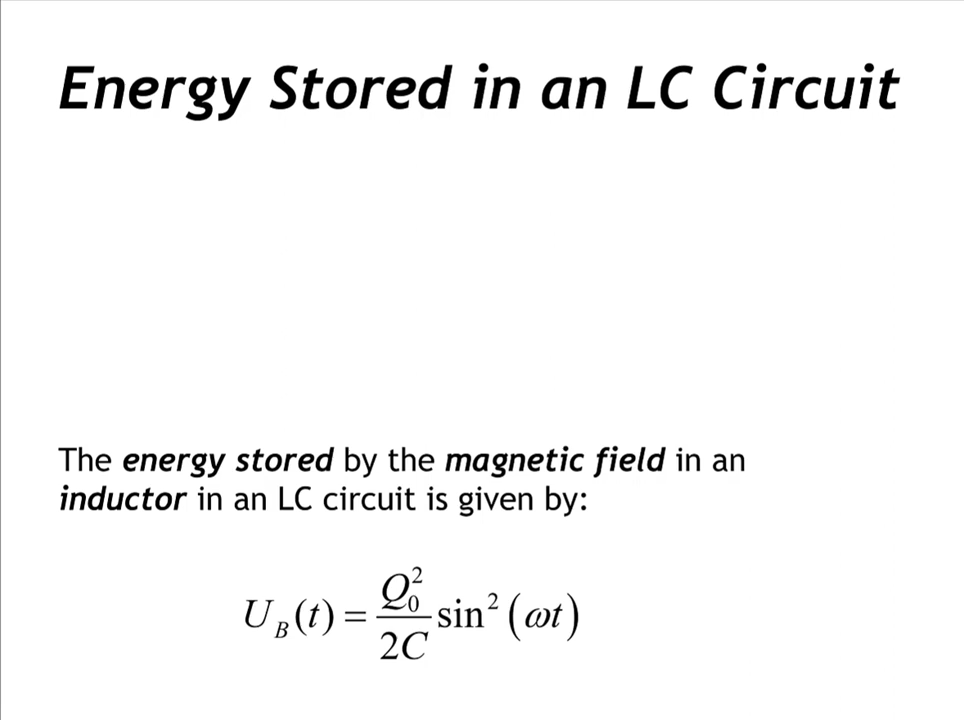 Energy Stored in an LC Circuit
The energy stored by the magnetic field in an
inductor in an LC circuit is given by:
U_B(t) = \frac{Q_0^2}{2C} \sin^2(ωt)